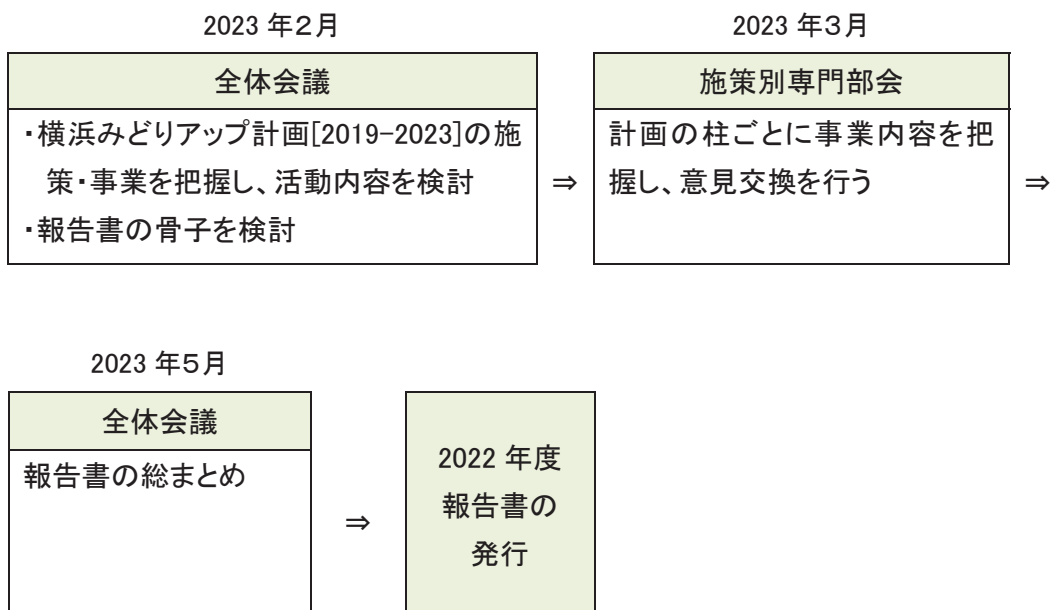 2023 年２月
全体会議
・横浜みどりアップ計画[2019-2023]の施
策・事業を把握し、活動内容を検討
・報告書の骨子を検討
⇒
2023 年３月
施策別専門部会
計画の柱ごとに事業内容を把
握し、意見交換を行う
⇒
2023 年５月
全体会議
報告書の総まとめ
⇒
2022 年度
報告書の
発行